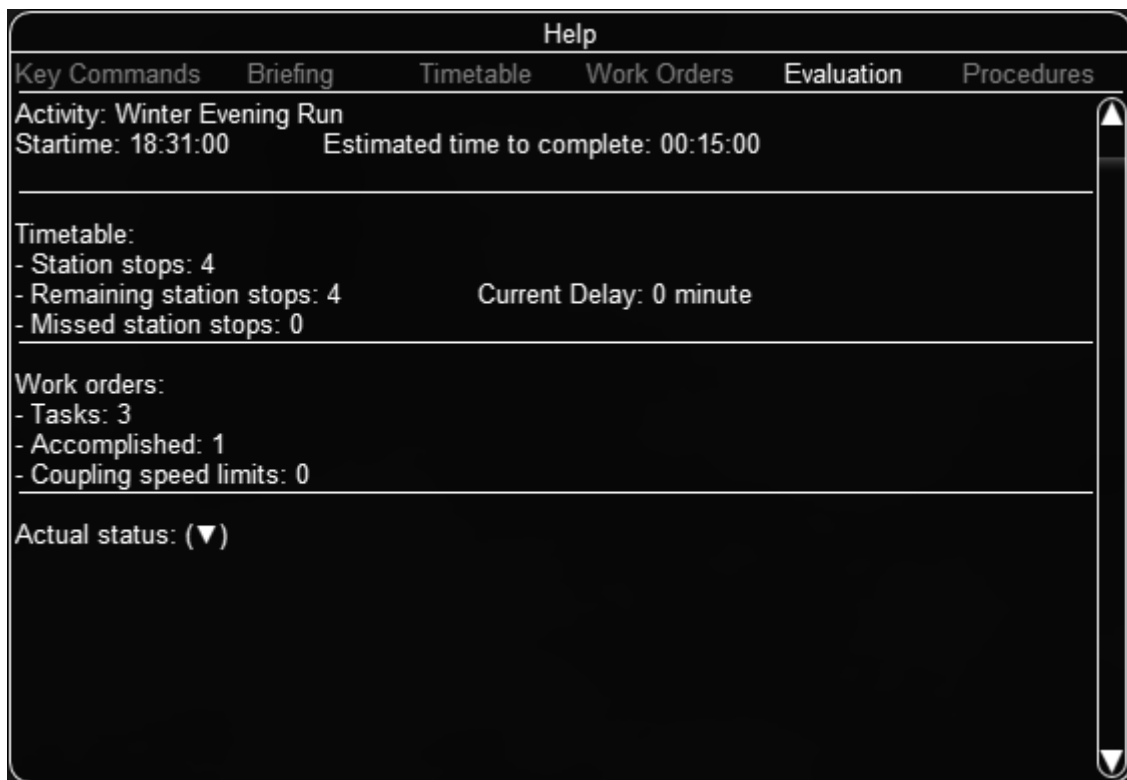 Help
Key Commands Briefing Timetable Work Orders Evaluation Procedures
Activity: Winter Evening Run
Startime: 18:31:00 Estimated time to complete: 00:15:00
Timetable:
- Station stops: 4
- Remaining station stops: 4 Current Delay: 0 minute
- Missed station stops: 0
Work orders:
- Tasks: 3
- Accomplished: 1
- Coupling speed limits: 0
Actual status: (▼)